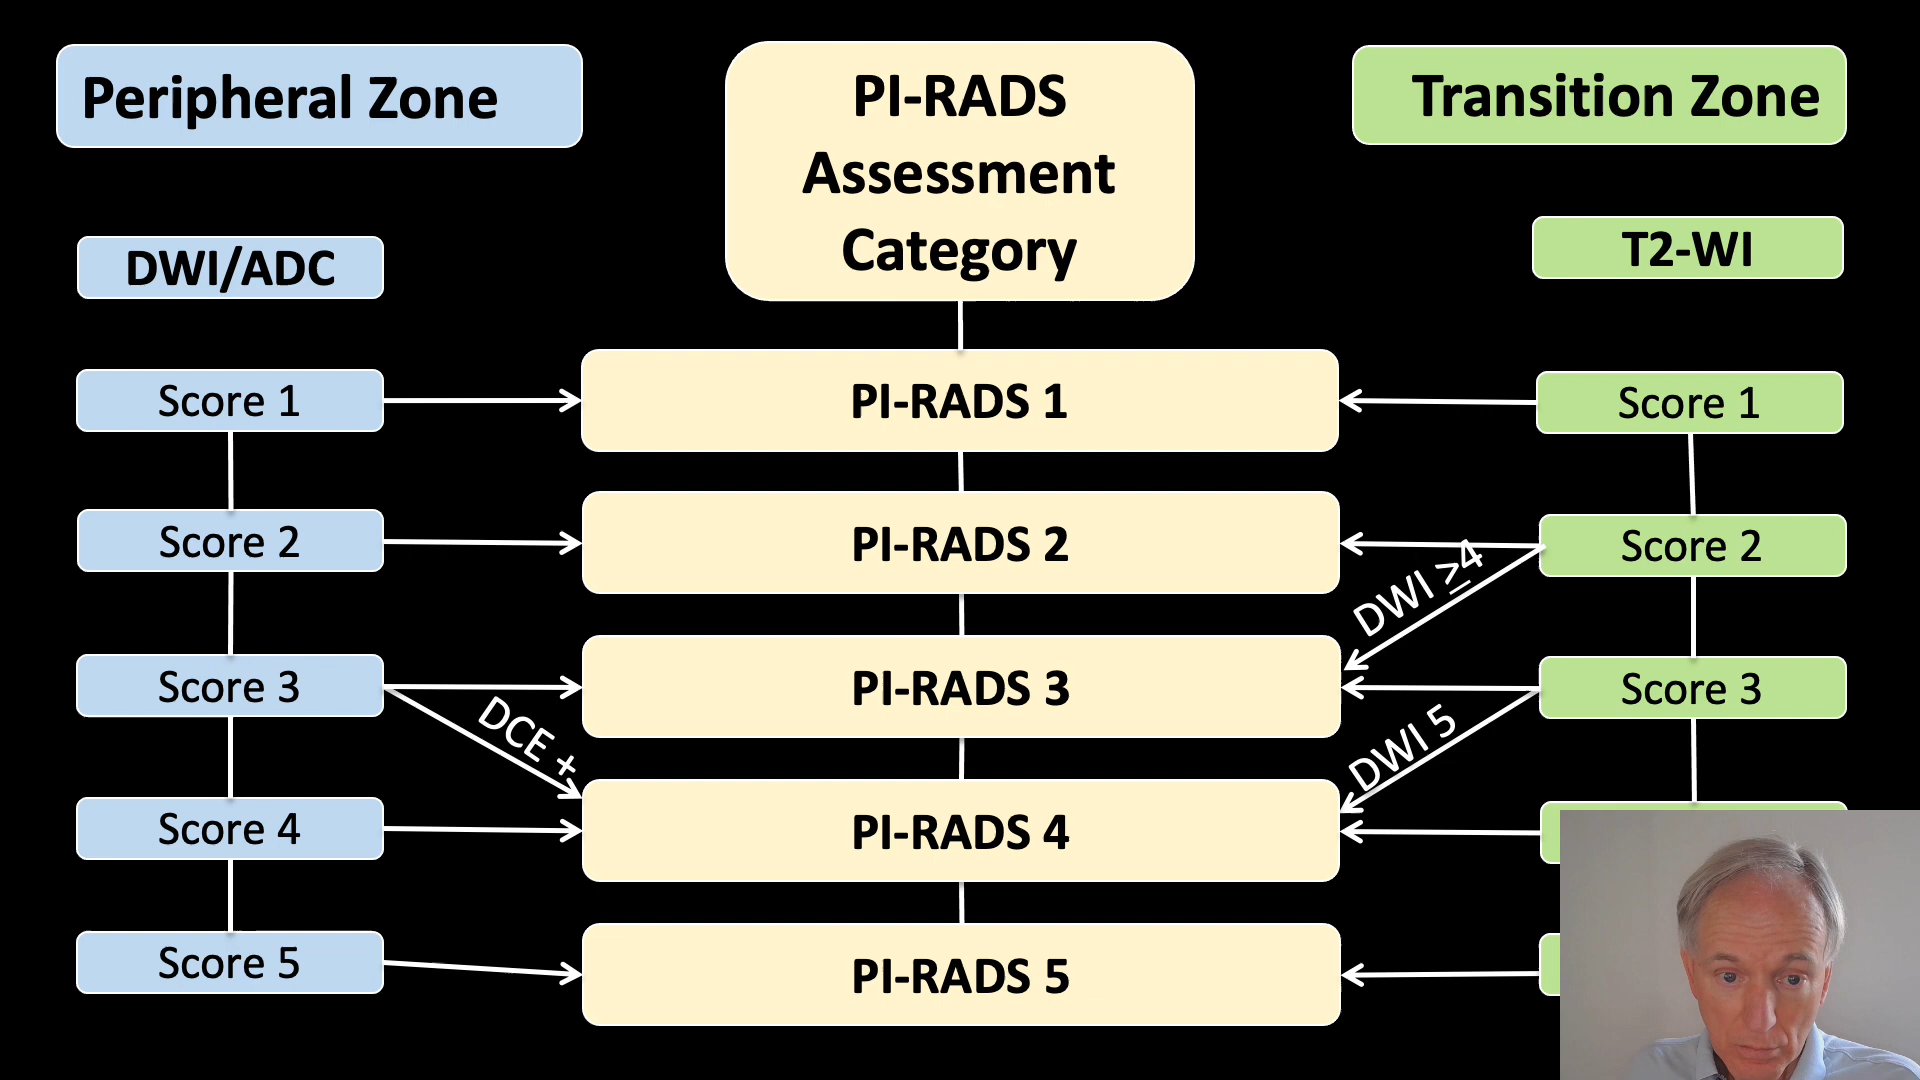 Peripheral Zone
PI-RADS
Assessment
Category
Transition Zone
DWI/ADC
T2-WI
Score 1
PI-RADS 1
Score 1
Score 2
PI-RADS 2
Score 2
DWI ≥4
Score 3
PI-RADS 3
Score 3
DCE +
DWI 5
Score 4
PI-RADS 4
Score 5
PI-RADS 5